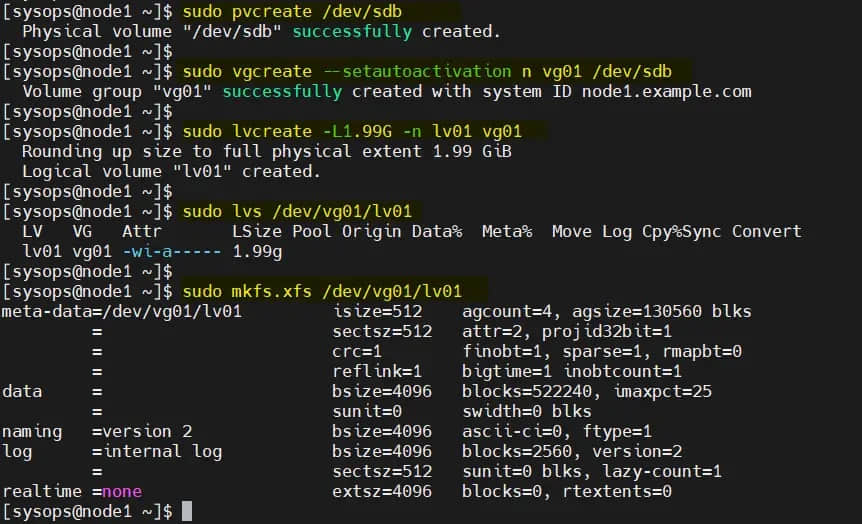 [sysops@node1 ~]$ sudo pvcreate /dev/sdb
  Physical volume "/dev/sdb" successfully created.
[sysops@node1 ~]$
[sysops@node1 ~]$ sudo vgcreate --setautoactivation n vg01 /dev/sdb
  Volume group "vg01" successfully created with system ID node1.example.com
[sysops@node1 ~]$
[sysops@node1 ~]$ sudo lvcreate -L1.99G -n lv01 vg01
  Rounding up size to full physical extent 1.99 GiB
  Logical volume "lv01" created.
[sysops@node1 ~]$
[sysops@node1 ~]$ sudo lvs /dev/vg01/lv01
  LV   VG   Attr       LSize Pool Origin Data%  Meta%  Move Log Cpy%Sync Convert
  lv01 vg01 -wi-a----- 1.99g
[sysops@node1 ~]$
[sysops@node1 ~]$ sudo mkfs.xfs /dev/vg01/lv01
meta-data=/dev/vg01/lv01         isize=512    agcount=4, agsize=130560 blks
         =                       sectsz=512   attr=2, projid32bit=1
         =                       crc=1        finobt=1, sparse=1, rmapbt=0
         =                       reflink=1    bigtime=1 inobtcount=1
data     =                       bsize=4096   blocks=522240, imaxpct=25
         =                       sunit=0      swidth=0 blks
naming   =version 2              bsize=4096   ascii-ci=0, ftype=1
log      =internal log           bsize=4096   blocks=2560, version=2
         =                       sectsz=512   sunit=0 blks, lazy-count=1
realtime =none                   extsz=4096   blocks=0, rtextents=0
[sysops@node1 ~]$